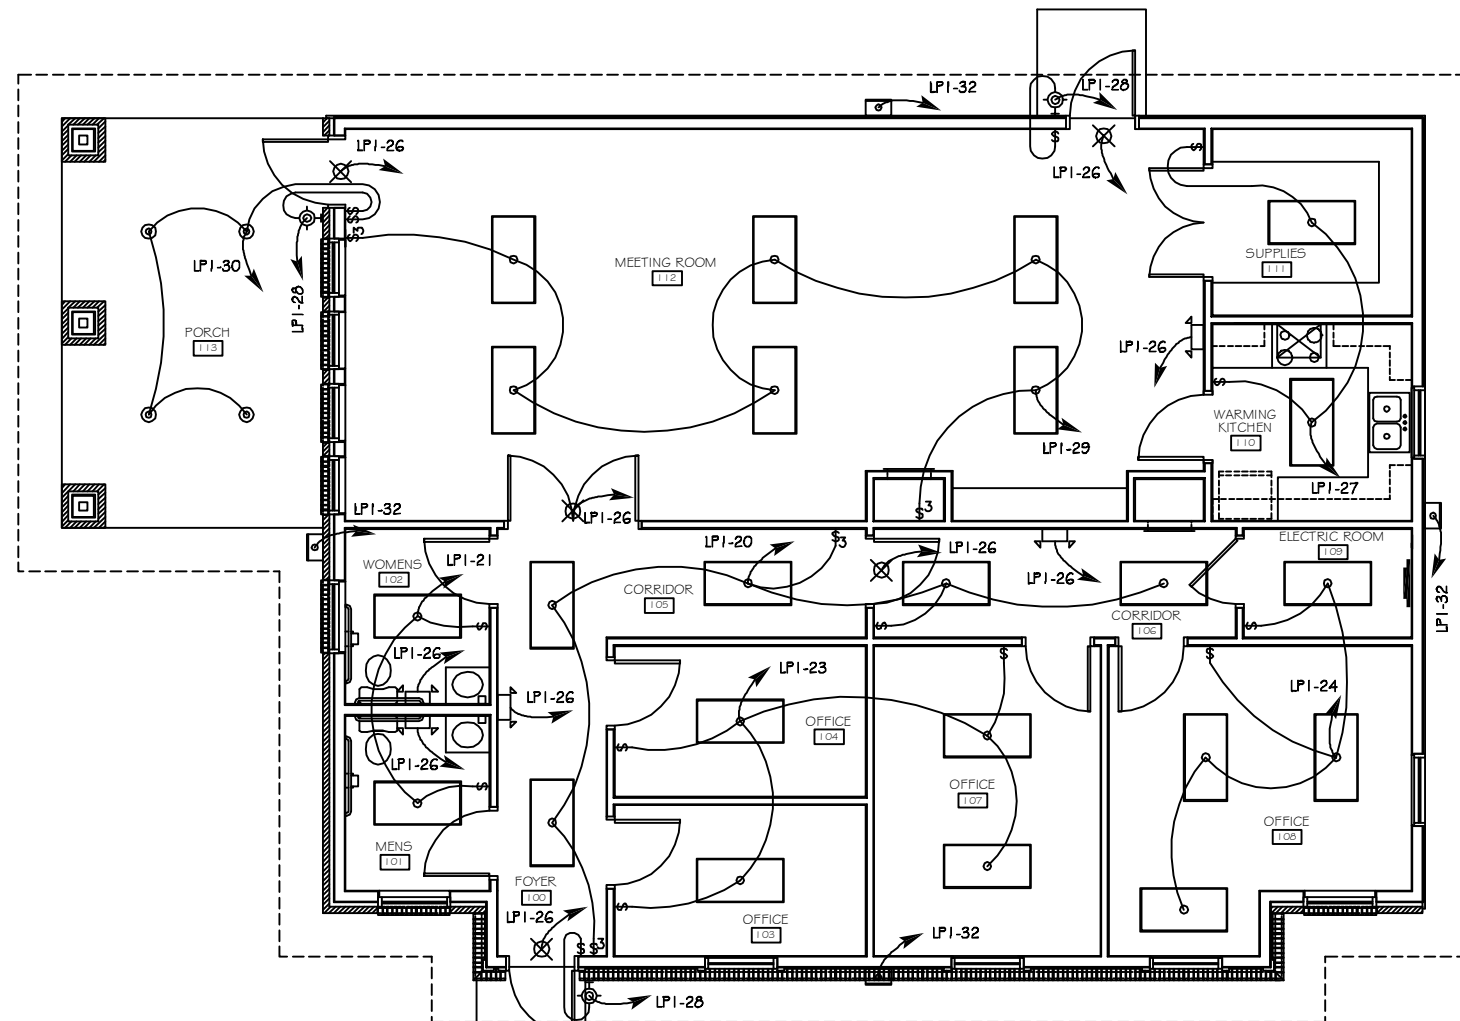 LP1-32
LP1-28
$
LP1-26
LP1-26
$
$
$
$3
SUPPLIES
111
MEETING ROOM
112
LP1-30
LP1-28
PORCH
113
LP1-26
$
WARMING
KITCHEN
110
LP1-29
LP1-27
LP1-32
LP1-26
$3
$3
LP1-20
LP1-26
ELECTRIC ROOM
109
WOMENS
102
LP1-21
LP1-26
CORRIDOR
105
CORRIDOR
106
LP1-32
$
$
$
LP1-26
$
$
LP1-23
LP1-24
LP1-26
OFFICE
104
$
LP1-26
$
OFFICE
107
OFFICE
108
MENS
101
FOYER
100
$
LP1-26
OFFICE
103
$
$3
LP1-32
LP1-28